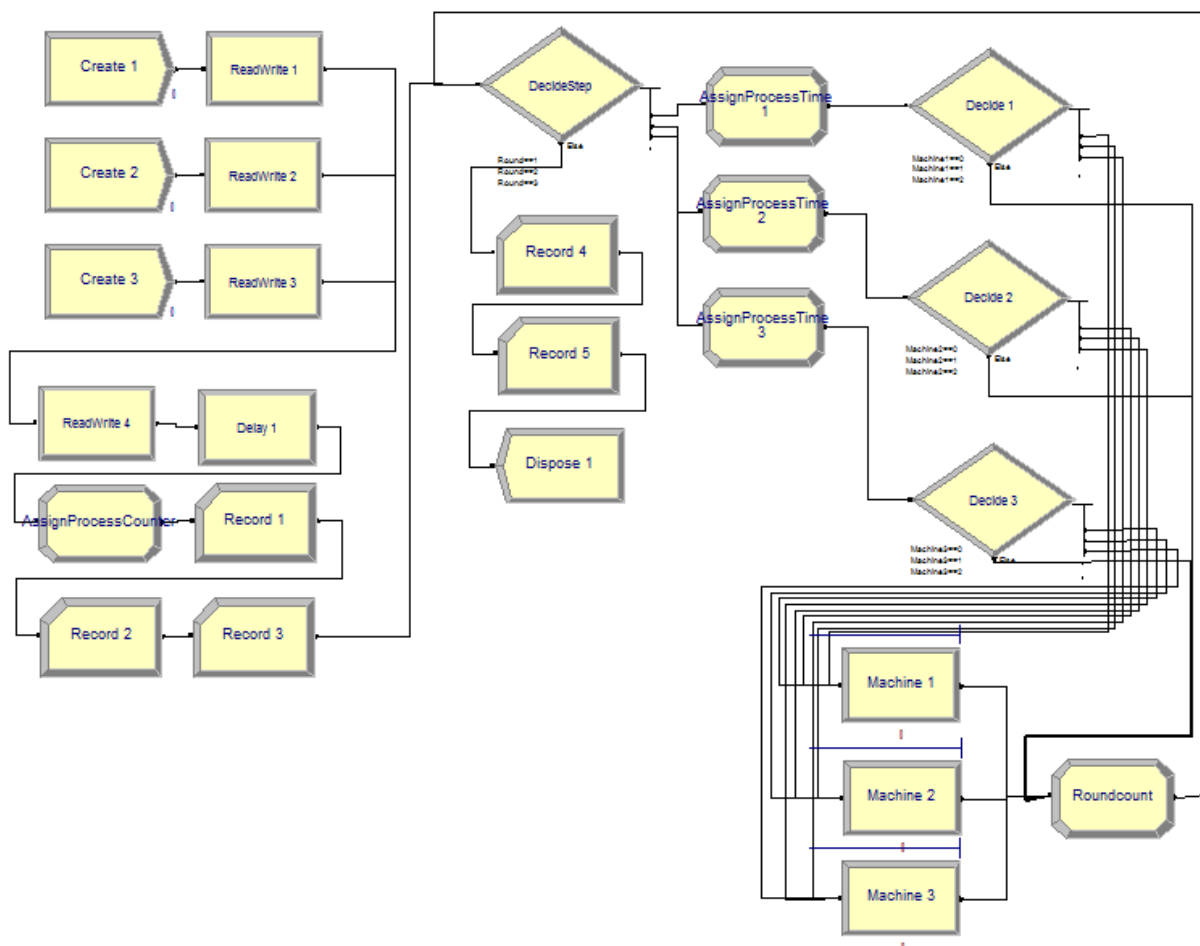 Create 1
ReadWrite 1
Create 2
ReadWrite 2
Create 3
ReadWrite 3
ReadWrite 4
Delay 1
AssignProcessCounter
Record 1
Record 2
Record 3
DecideStep
Else
Round==1
Round==2
Round==3
Record 4
Record 5
Dispose 1
AssignProcessTime
1
AssignProcessTime
2
AssignProcessTime
3
Decide 1
Else
Machine1==0
Machine1==1
Machine1==2
Decide 2
Else
Machine2==0
Machine2==1
Machine2==2
Decide 3
Else
Machine3==0
Machine3==1
Machine3==2
Machine 1
Machine 2
Machine 3
Roundcount